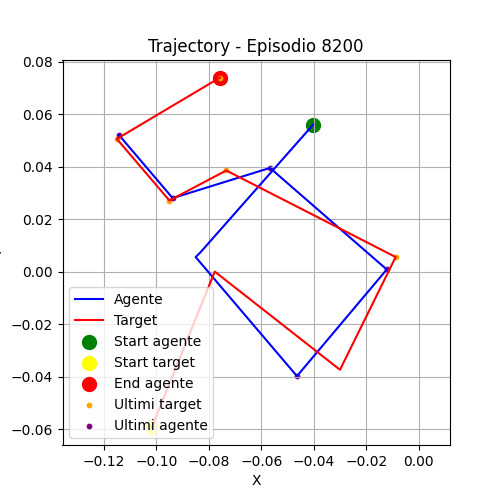 Trajectory - Episodio 8200
0.08
0.06
0.04
0.02
0.00
−0.02
−0.04
−0.06
Agente
Target
Start agente
Start target
End agente
Ultimi target
Ultimi agente
−0.12 −0.10 −0.08 −0.06 −0.04 −0.02 0.00
X